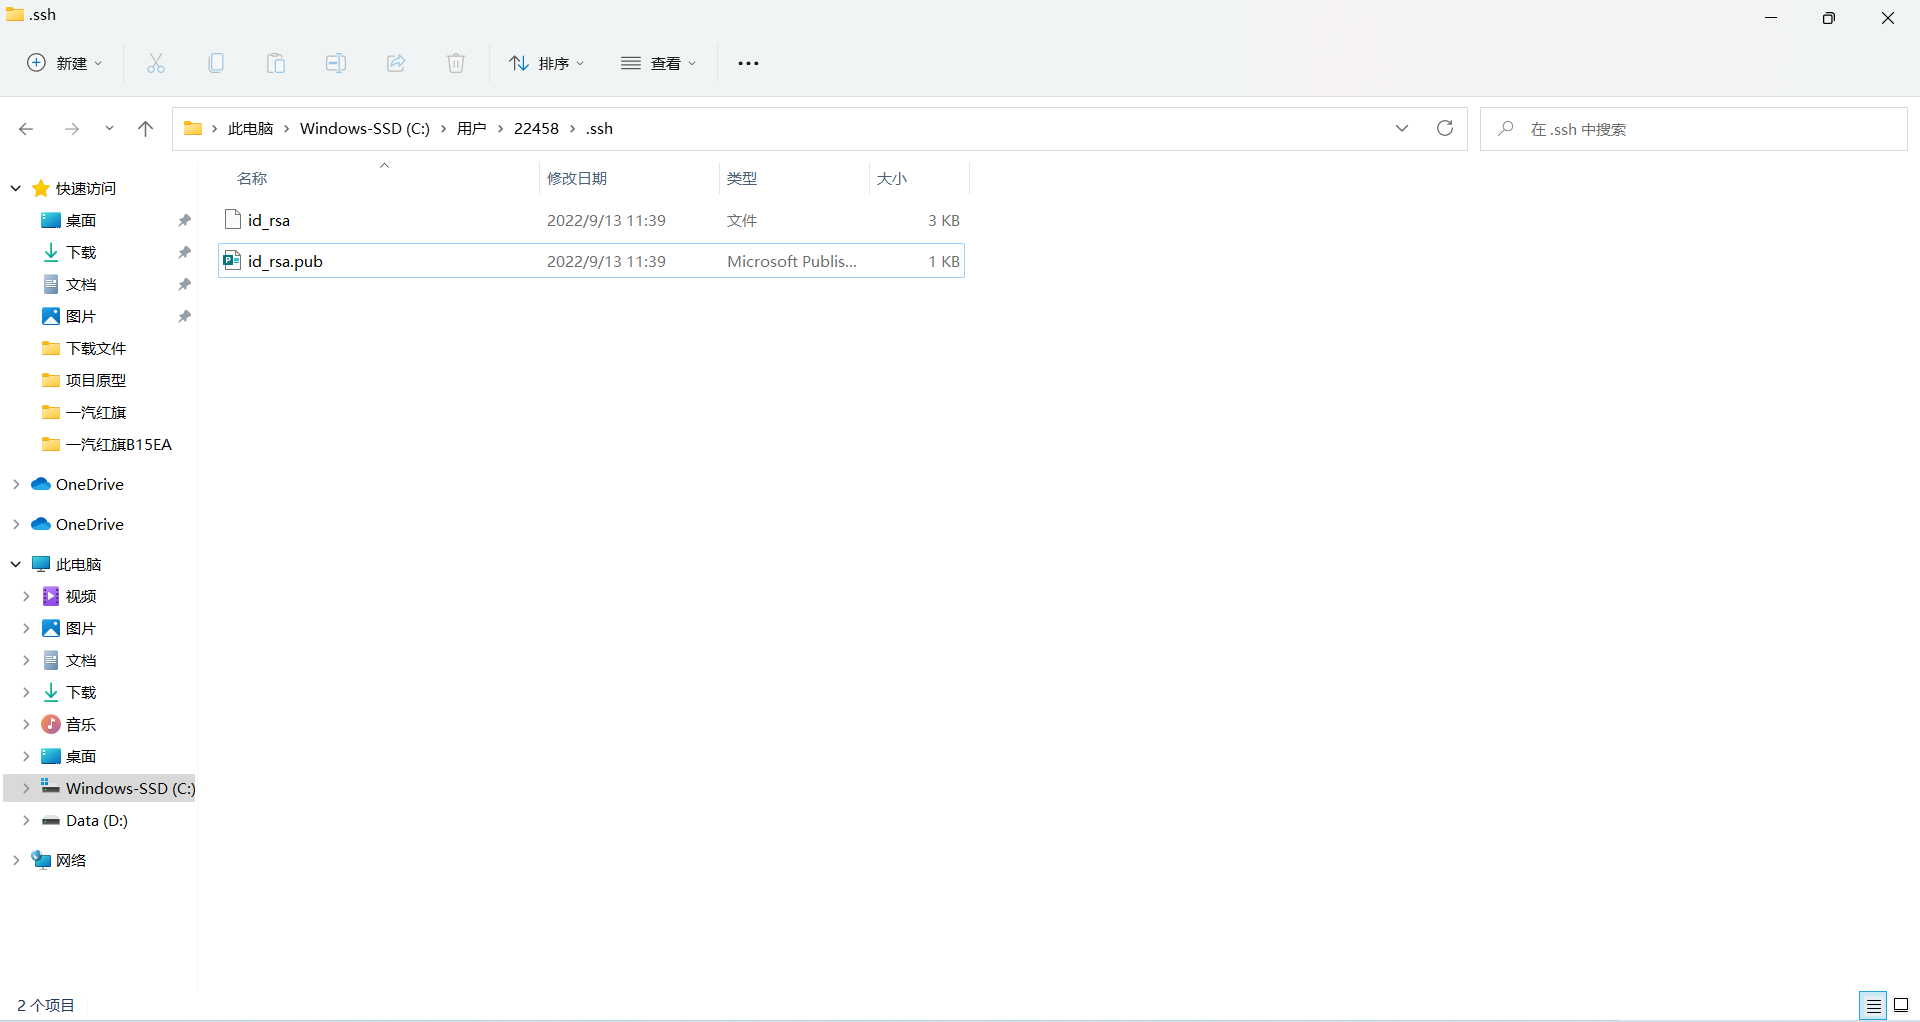 .ssh
新建
排序
查看
此电脑 Windows-SSD (C:) 用户 22458 .ssh
在 .ssh 中搜索
名称 修改日期 类型 大小
id_rsa 2022/9/13 11:39 文件 3 KB
id_rsa.pub 2022/9/13 11:39 Microsoft Publis... 1 KB
快速访问
桌面
下载
文档
图片
下载文件
项目原型
一汽红旗
一汽红旗B15EA
OneDrive
OneDrive
此电脑
视频
图片
文档
下载
音乐
桌面
Windows-SSD (C:)
Data (D:)
网络
2 个项目